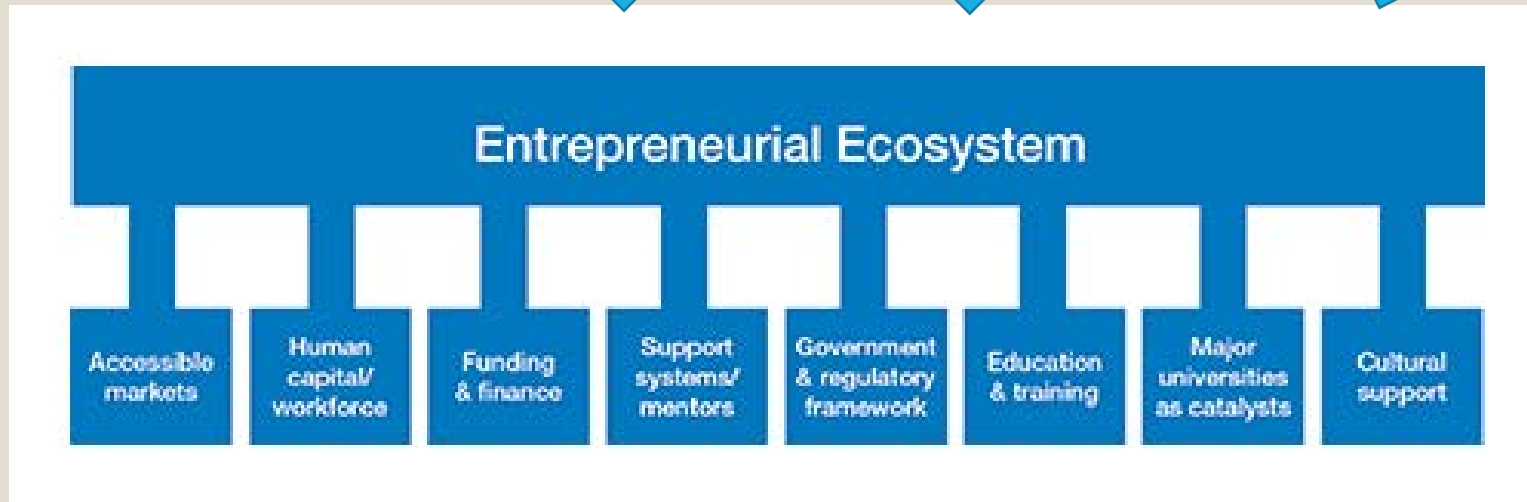 Entrepreneurial Ecosystem
Accessible
markets
Human
capital/
workforce
Funding
& finance
Support
systems/
mentors
Government
& regulatory
framework
Education
& training
Major
universities
as catalysts
Cultural
support